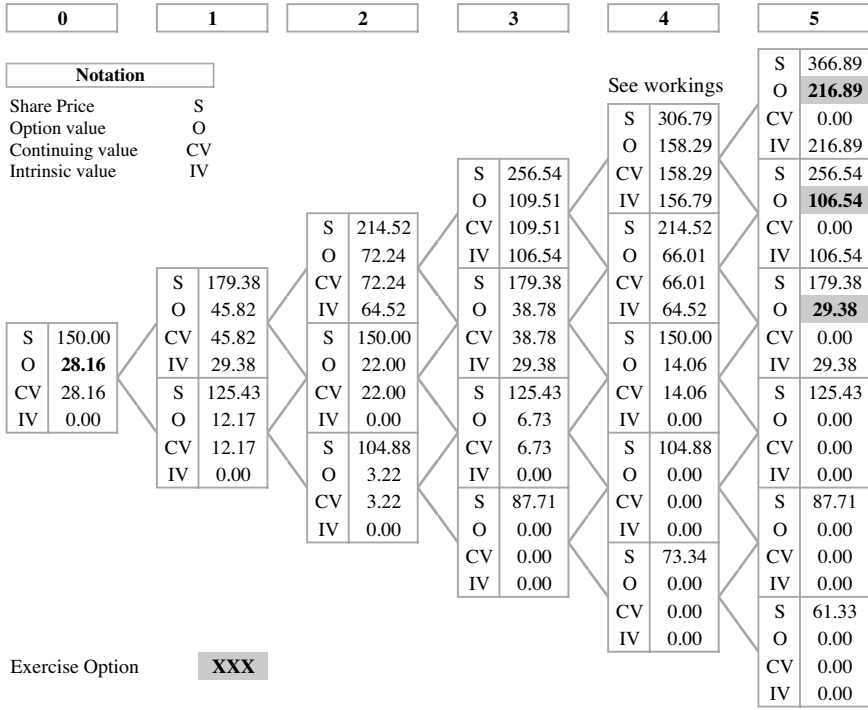 0 1 2 3 4 5
Notation
Share Price S
Option value O
Continuing value CV
Intrinsic value IV
S 150.00
O 28.16
CV 28.16
IV 0.00
S 179.38
O 45.82
CV 45.82
IV 29.38
S 125.43
O 12.17
CV 12.17
IV 0.00
S 214.52
O 72.24
CV 72.24
IV 64.52
S 150.00
O 22.00
CV 22.00
IV 0.00
S 104.88
O 3.22
CV 3.22
IV 0.00
S 256.54
O 109.51
CV 109.51
IV 106.54
S 179.38
O 38.78
CV 38.78
IV 29.38
S 125.43
O 6.73
CV 6.73
IV 0.00
S 87.71
O 0.00
CV 0.00
IV 0.00
See workings
S 306.79
O 158.29
CV 158.29
IV 156.79
S 214.52
O 66.01
CV 66.01
IV 64.52
S 150.00
O 14.06
CV 14.06
IV 0.00
S 104.88
O 0.00
CV 0.00
IV 0.00
S 73.34
O 0.00
CV 0.00
IV 0.00
S 366.89
O 216.89
CV 0.00
IV 216.89
S 256.54
O 106.54
CV 0.00
IV 106.54
S 179.38
O 29.38
CV 0.00
IV 29.38
S 125.43
O 0.00
CV 0.00
IV 0.00
S 87.71
O 0.00
CV 0.00
IV 0.00
S 61.33
O 0.00
CV 0.00
IV 0.00
Exercise Option XXX